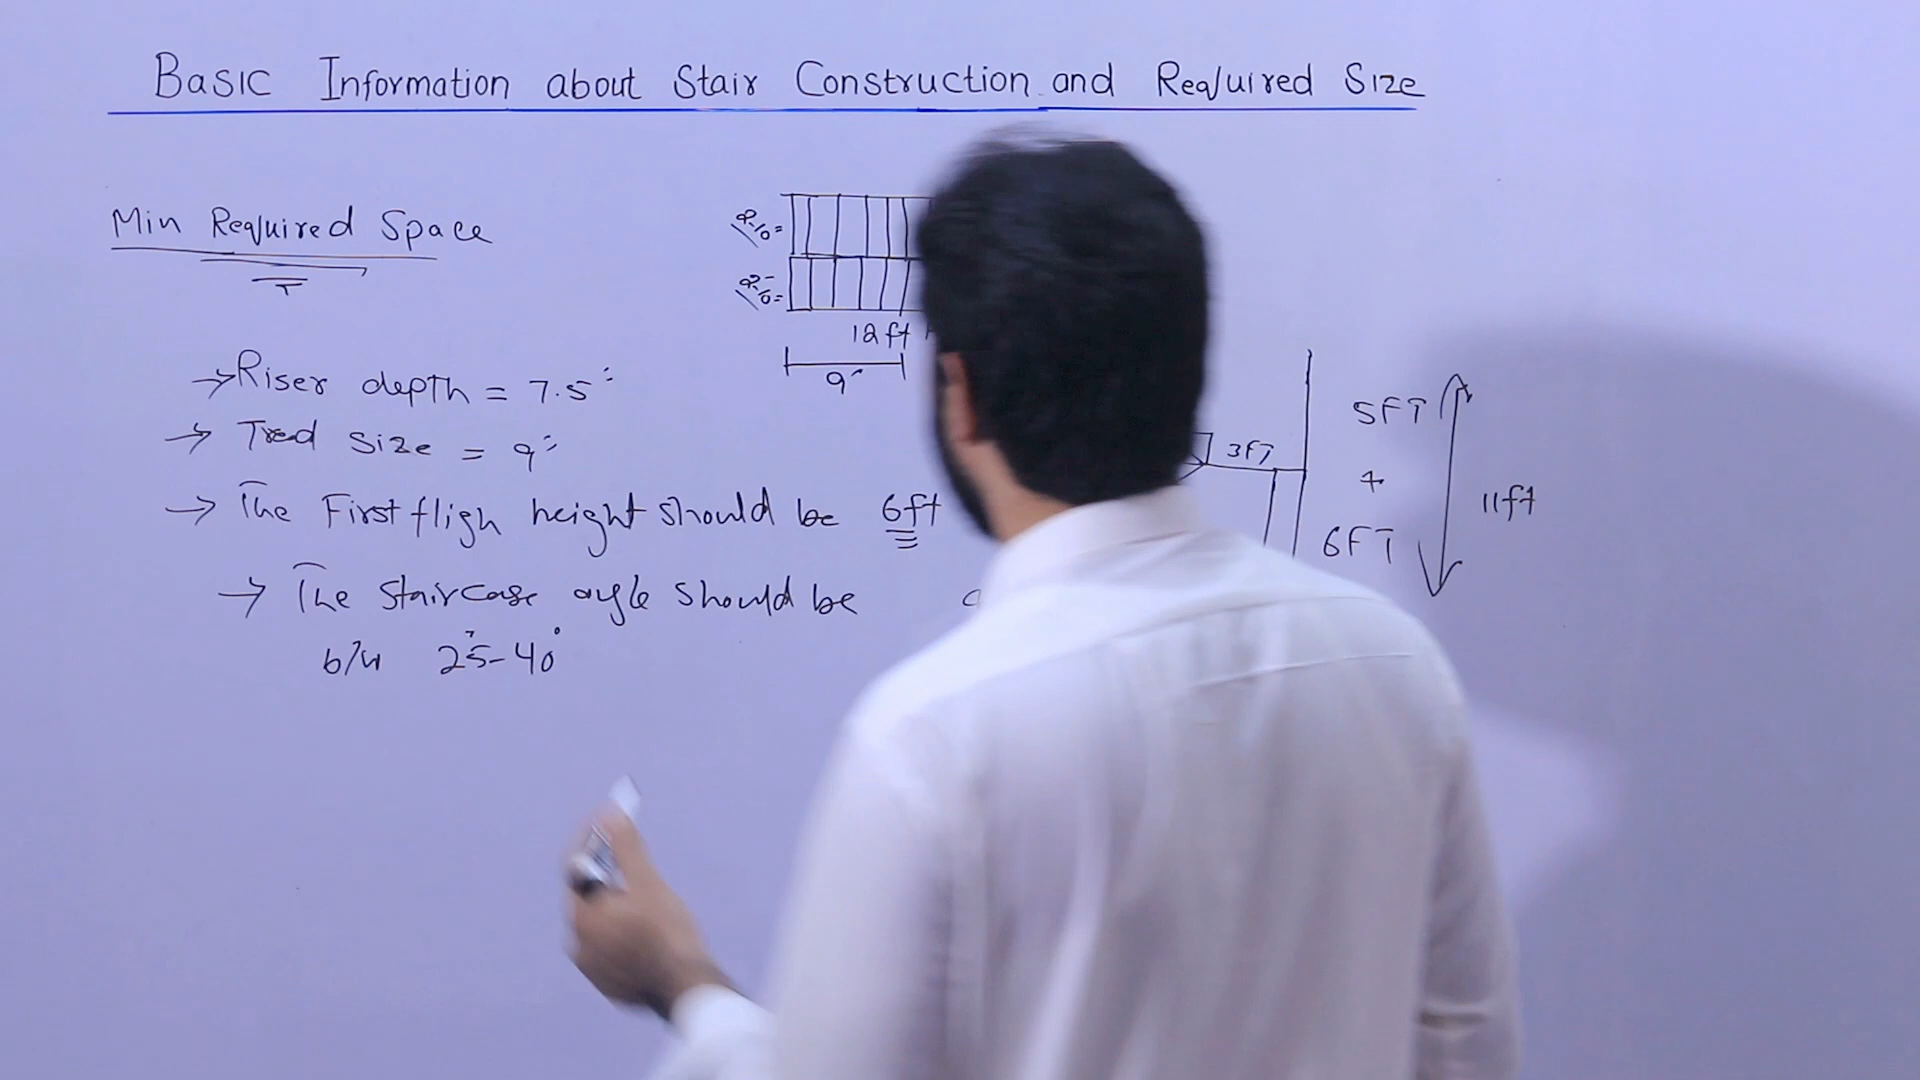 Basic Information about Stair Construction and Required Size
Min Required Space
→ Riser depth = 7.5"
→ Tred Size = 9"
→ The First fligh height should be 6ft
→ The Staircase angle should be
b/w 25-40°
12ft
9"
3FT
5FT
+
6FT
11ft